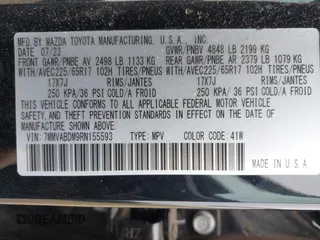 MFD BY MAZDA TOYOTA MANUFACTURING, U.S.A., INC.
DATE: 07/23 GVWR/PNBV 4848 LB 2199 KG
FRONT GAWR/PNBE AV 2498 LB 1133 KG REAR GAWR/PNBE AR 2379 LB 1079 KG
WITH/AVEC225/65R17 102H TIRES/PNEUS WITH/AVEC225/65R17 102H TIRES/PNEUS
17X7J RIMS/JANTES 17X7J RIMS/JANTES
250 KPA/ 36 PSI COLD/A FROID 250 KPA/ 36 PSI COLD/A FROID
THIS VEHICLE CONFORMS TO ALL APPLICABLE FEDERAL
MOTOR VEHICLE SAFETY, BUMPER, AND THEFT PREVENTION
STANDARDS IN EFFECT ON THE DATE OF MANUFACTURE
SHOWN ABOVE.
VIN: 7MMVABDM9RN155593 TYPE: MPV COLOR CODE: 41W